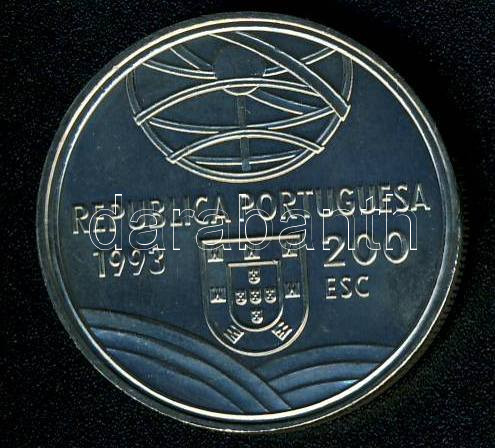 REPUBLICA PORTUGUESA
darabanth
1993 200
ESC